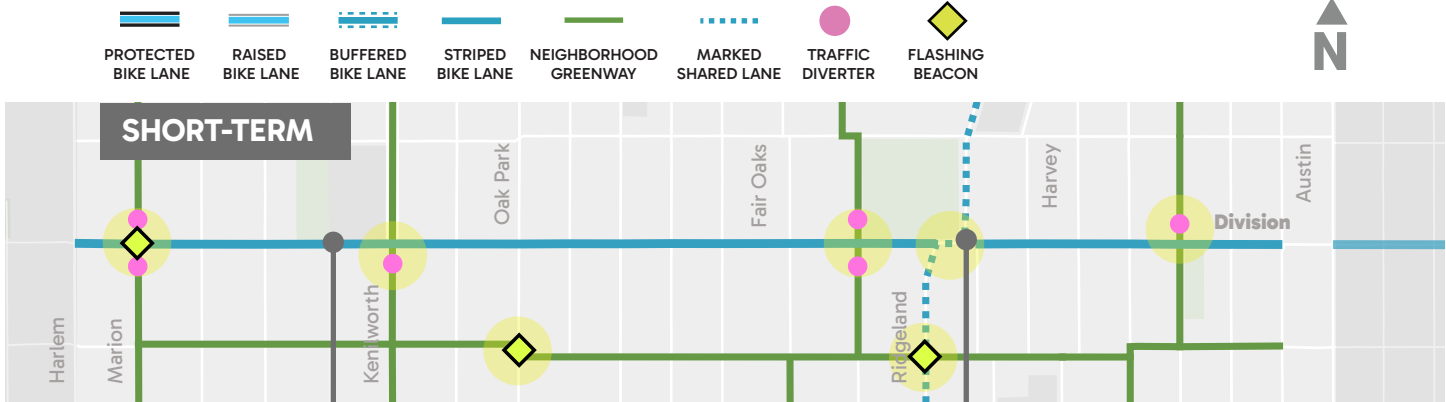 PROTECTED
BIKE LANE
RAISED
BIKE LANE
BUFFERED
BIKE LANE
STRIPED
BIKE LANE
NEIGHBORHOOD
GREENWAY
MARKED
SHARED LANE
TRAFFIC
DIVERTER
FLASHING
BEACON
N
SHORT-TERM
Oak Park
Fair Oaks
Harvey
Austin
Division
Harlem
Marion
Kenilworth
Ridgeland